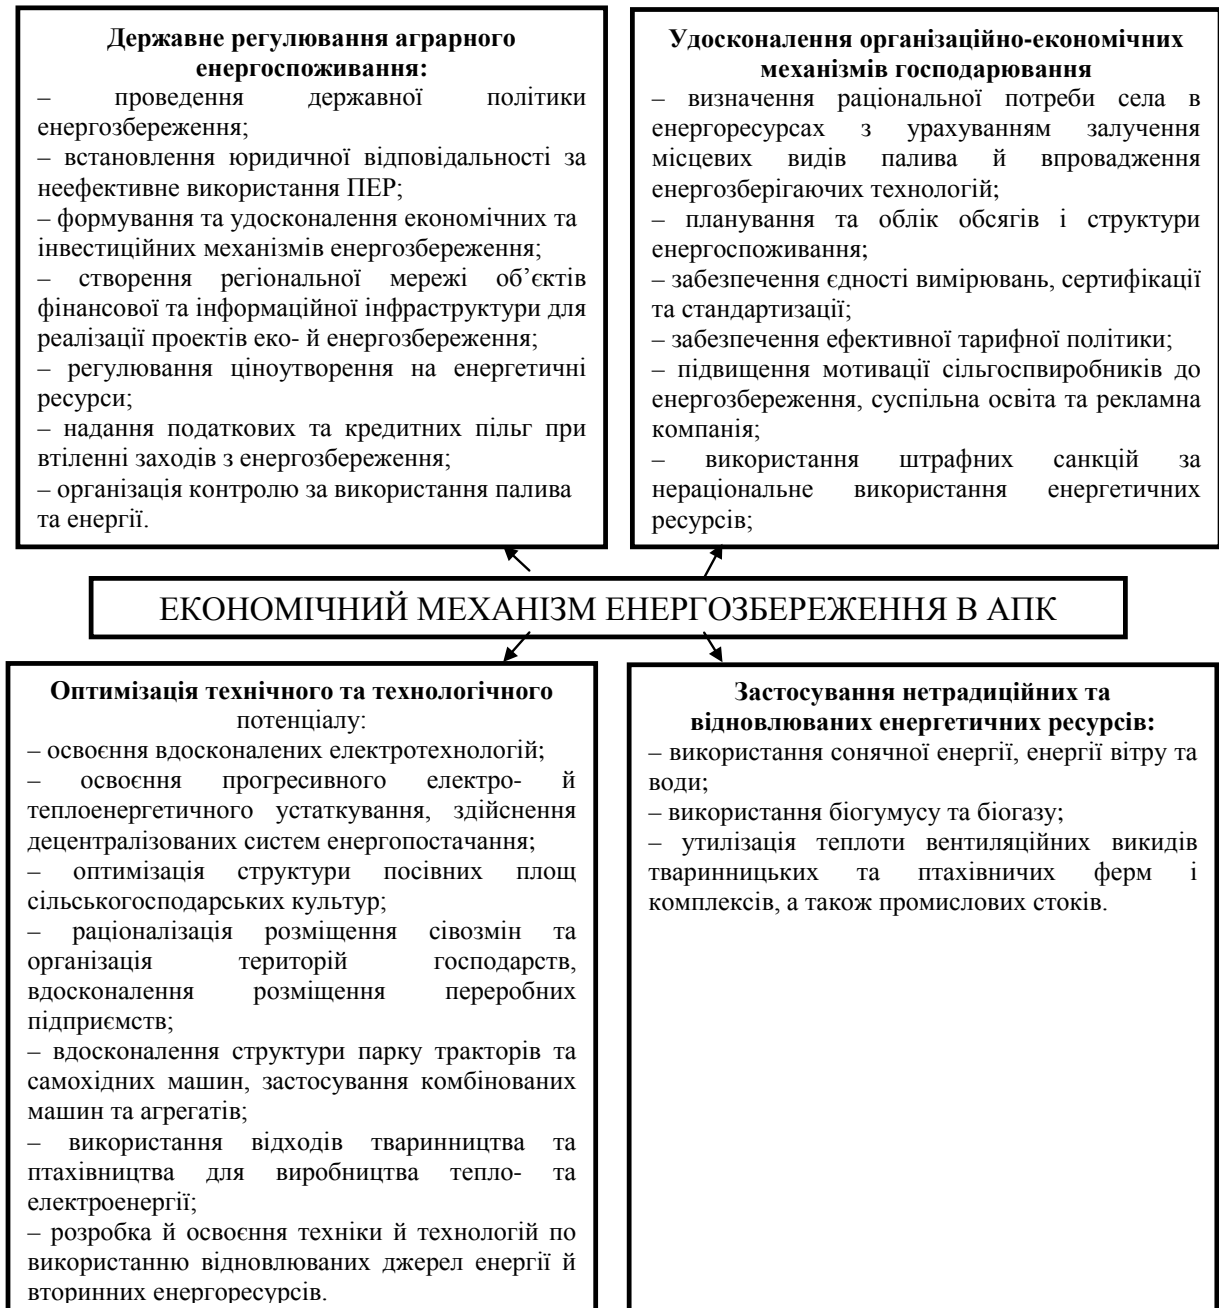 Державне регулювання аграрного
енергоспоживання:
– проведення державної політики
енергозбереження;
– встановлення юридичної відповідальності за
неефективне використання ПЕР;
– формування та удосконалення економічних та
інвестиційних механізмів енергозбереження;
– створення регіональної мережі об’єктів
фінансової та інформаційної інфраструктури для
реалізації проектів еко- й енергозбереження;
– регулювання ціноутворення на енергетичні
ресурси;
– надання податкових та кредитних пільг при
втіленні заходів з енергозбереження;
– організація контролю за використання палива
та енергії.
Удосконалення організаційно-економічних
механізмів господарювання
– визначення раціональної потреби села в
енергоресурсах з урахуванням залучення
місцевих видів палива й впровадження
енергозберігаючих технологій;
– планування та облік обсягів і структури
енергоспоживання;
– забезпечення єдності вимірювань, сертифікації
та стандартизації;
– забезпечення ефективної тарифної політики;
– підвищення мотивації сільгоспвиробників до
енергозбереження, суспільна освіта та рекламна
компанія;
– використання штрафних санкцій за
нераціональне використання енергетичних
ресурсів;
ЕКОНОМІЧНИЙ МЕХАНІЗМ ЕНЕРГОЗБЕРЕЖЕННЯ В АПК
Оптимізація технічного та технологічного
потенціалу:
– освоєння вдосконалених електротехнологій;
– освоєння прогресивного електро- й
теплоенергетичного устаткування, здійснення
децентралізованих систем енергопостачання;
– оптимізація структури посівних площ
сільськогосподарських культур;
– раціоналізація розміщення сівозмін та
організація територій господарств,
вдосконалення розміщення переробних
підприємств;
– вдосконалення структури парку тракторів та
самохідних машин, застосування комбінованих
машин та агрегатів;
– використання відходів тваринництва та
птахівництва для виробництва тепло- та
електроенергії;
– розробка й освоєння техніки й технологій по
використанню відновлюваних джерел енергії й
вторинних енергоресурсів.
Застосування нетрадиційних та
відновлюваних енергетичних ресурсів:
– використання сонячної енергії, енергії вітру та
води;
– використання біогумусу та біогазу;
– утилізація теплоти вентиляційних викидів
тваринницьких та птахівничих ферм і
комплексів, а також промислових стоків.